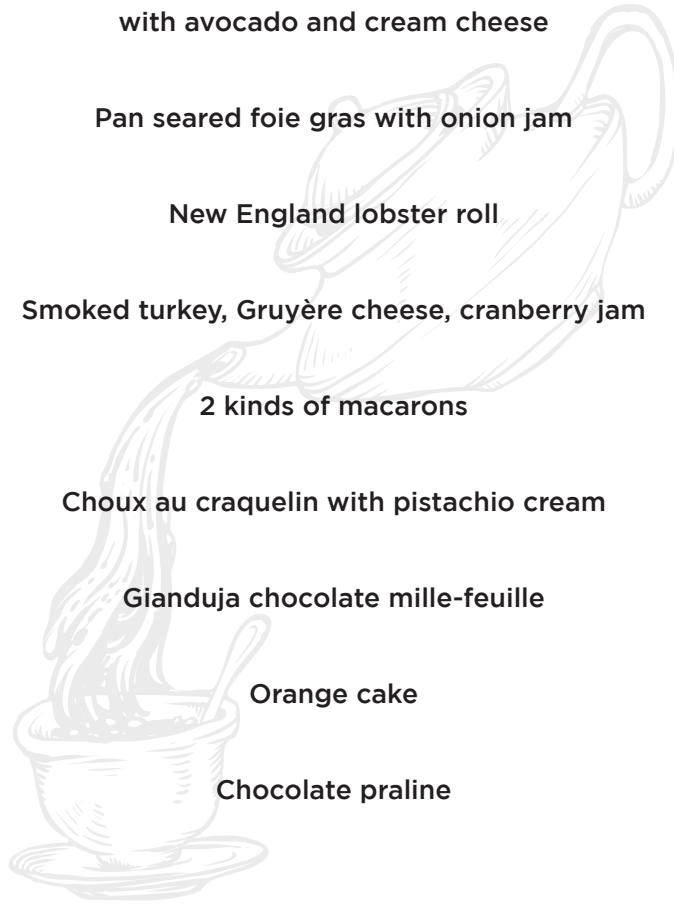 with avocado and cream cheese
Pan seared foie gras with onion jam
New England lobster roll
Smoked turkey, Gruyère cheese, cranberry jam
2 kinds of macarons
Choux au craquelin with pistachio cream
Gianduja chocolate mille-feuille
Orange cake
Chocolate praline